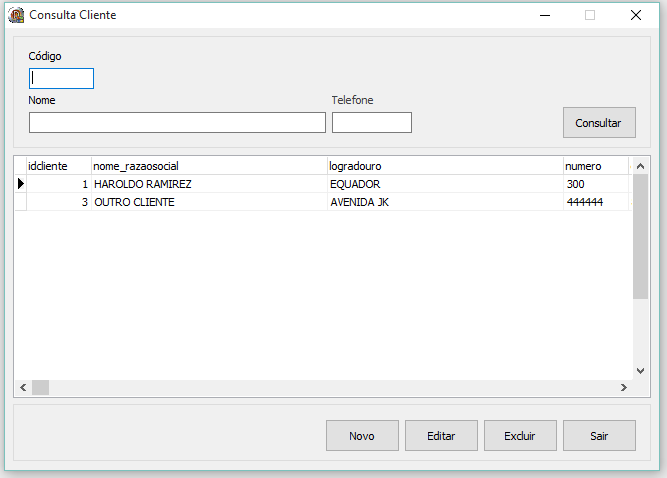 Consulta Cliente
Código
Nome Telefone
Consultar
idcliente nome_razaosocial logradouro numero
1 HAROLDO RAMIREZ EQUADOR 300
3 OUTRO CLIENTE AVENIDA JK 444444
Novo Editar Excluir Sair